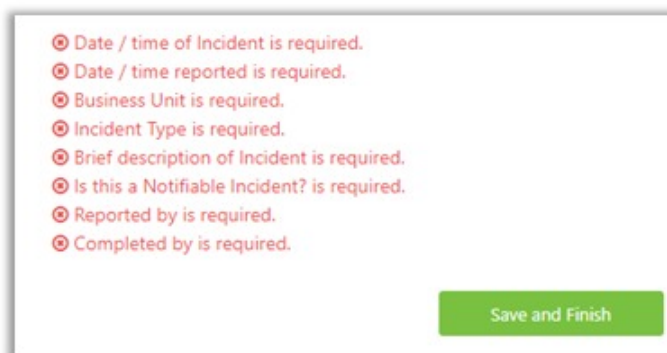 Date / time of Incident is required.
Date / time reported is required.
Business Unit is required.
Incident Type is required.
Brief description of Incident is required.
Is this a Notifiable Incident? is required.
Reported by is required.
Completed by is required.
Save and Finish